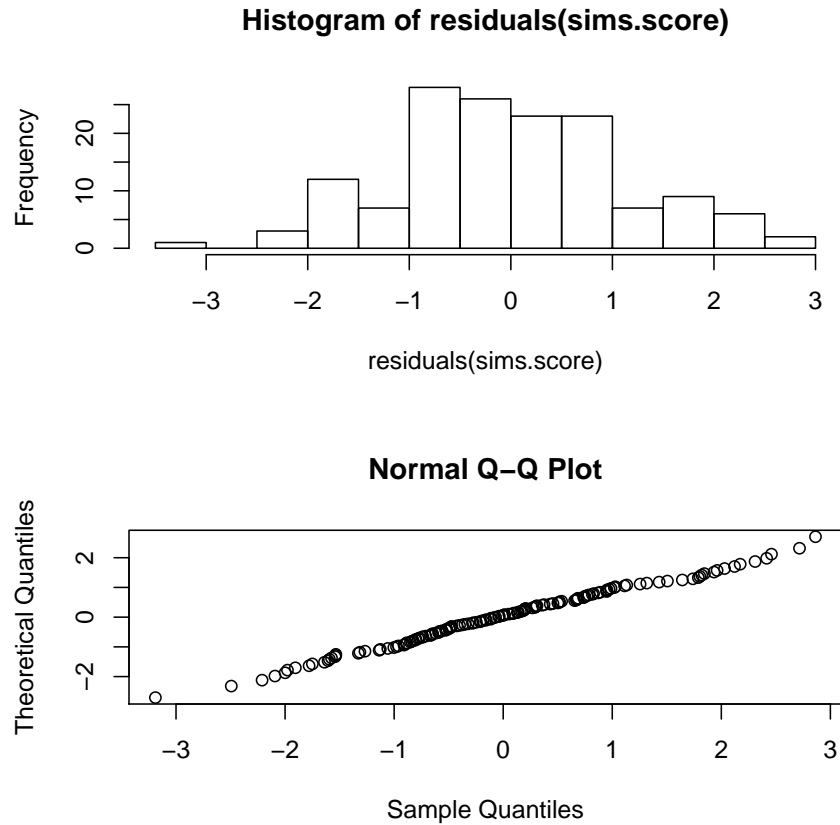 Histogram of residuals(sims.score)
Frequency
0 10 20
−3 −2 −1 0 1 2 3
residuals(sims.score)
Normal Q−Q Plot
Theoretical Quantiles
−2 0 2
−3 −2 −1 0 1 2 3
Sample Quantiles